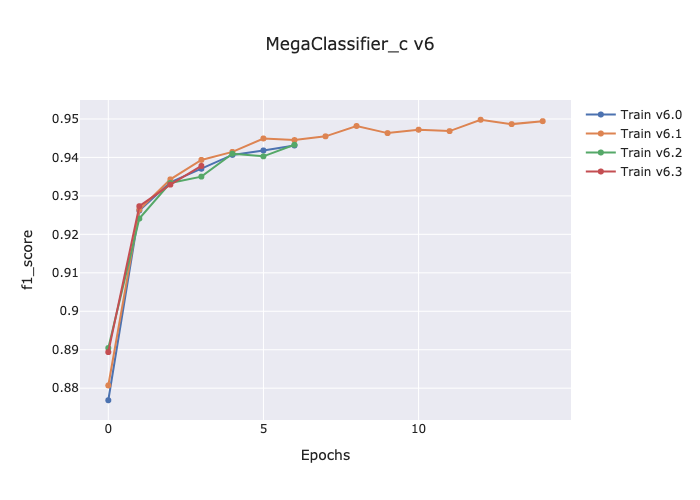 MegaClassifier_c v6
Train v6.0
Train v6.1
Train v6.2
Train v6.3
0.95
0.94
0.93
0.92
0.91
0.9
0.89
0.88
f1_score
0 5 10
Epochs